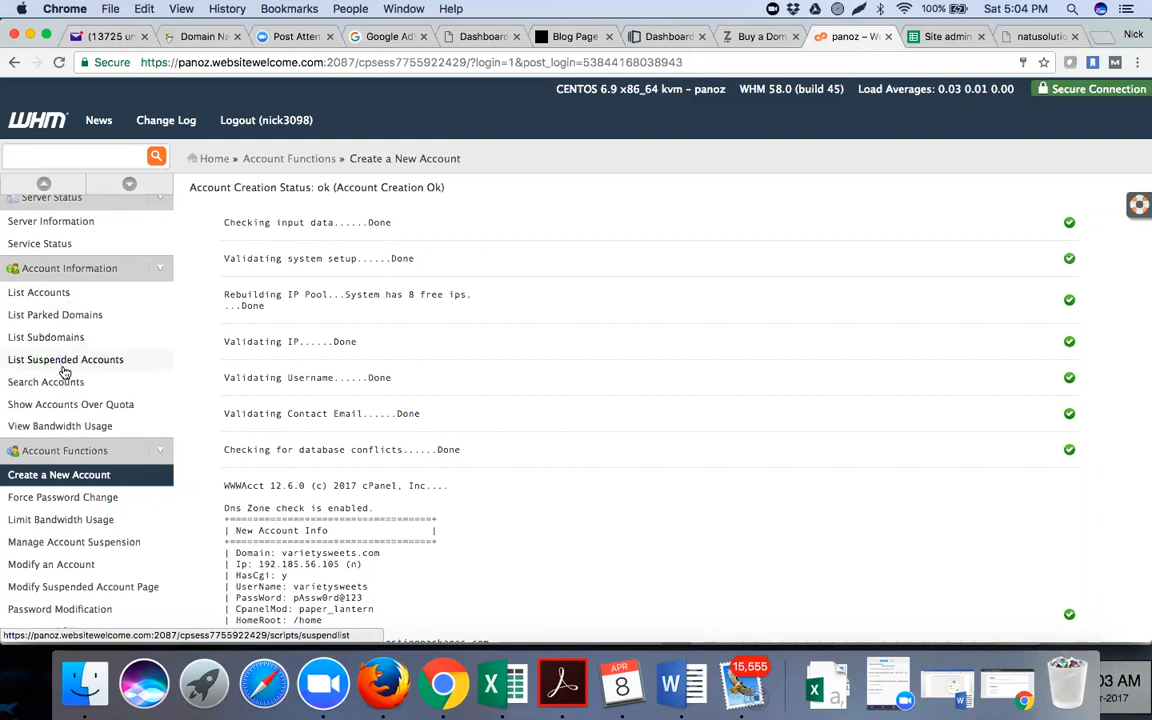 Chrome File Edit View History Bookmarks People Window Help 100% Sat 5:04 PM
(13725 un Domain Na Post Atten Google Ad Dashboard Blog Page Dashboard Buy a Dom panoz – W Site admin natusolutio Nick
Secure https://panoz.websitewelcome.com:2087/cpsess7755922429/?login=1&post_login=53844168038943
CENTOS 6.9 x86_64 kvm – panoz WHM 58.0 (build 45) Load Averages: 0.03 0.01 0.00 Secure Connection
WHM News Change Log Logout (nick3098)
Home » Account Functions » Create a New Account
Account Creation Status: ok (Account Creation Ok)
Server Status
Server Information
Service Status
Account Information
List Accounts
List Parked Domains
List Subdomains
List Suspended Accounts
Search Accounts
Show Accounts Over Quota
View Bandwidth Usage
Account Functions
Create a New Account
Force Password Change
Limit Bandwidth Usage
Manage Account Suspension
Modify an Account
Modify Suspended Account Page
Password Modification
Checking input data......Done
Validating system setup......Done
Rebuilding IP Pool...System has 8 free ips.
...Done
Validating IP......Done
Validating Username......Done
Validating Contact Email......Done
Checking for database conflicts......Done
WWWAcct 12.6.0 (c) 2017 cPanel, Inc....
Dns Zone check is enabled.
+===================================+
| New Account Info |
+===================================+
| Domain: varietysweets.com
| Ip: 192.185.56.105 (n)
| HasCgi: y
| UserName: varietysweets
| PassWord: pAssw0rd@123
| CpanelMod: paper_lantern
| HomeRoot: /home
https://panoz.websitewelcome.com:2087/cpsess7755922429/scripts/suspendlist
APR
8
15,555
03 AM
r-2017